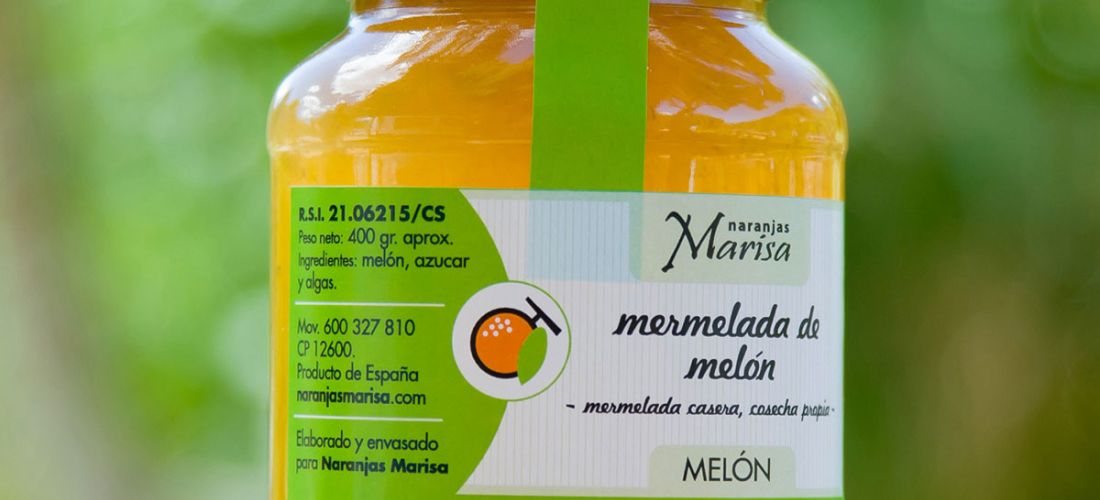 R.S.I. 21.06215/CS
Peso neto: 400 gr. aprox.
Ingredientes: melón, azucar
y algas.
Mov. 600 327 810
CP 12600.
Producto de España
naranjasmarisa.com
Elaborado y envasado
para Naranjas Marisa
naranjas
Marisa
mermelada de
melón
- mermelada casera, cosecha propia -
MELÓN